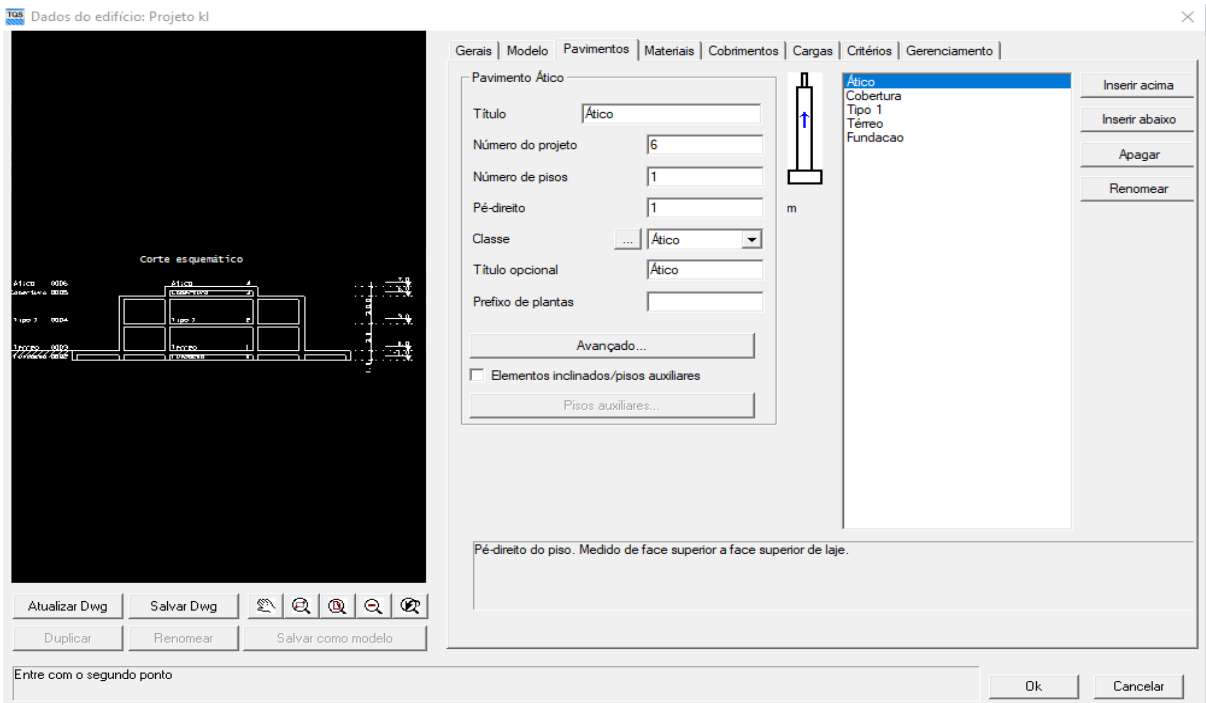 TQS Dados do edifício: Projeto kl
Gerais Modelo Pavimentos Materiais Cobrimentos Cargas Critérios Gerenciamento
Pavimento Ático
Título Ático
Número do projeto 6
Número de pisos 1
Pé-direito 1 m
Classe ... Ático
Título opcional Ático
Prefixo de plantas
Avançado...
Elementos inclinados/pisos auxiliares
Pisos auxiliares...
Ático
Cobertura
Tipo 1
Térreo
Fundacao
Inserir acima
Inserir abaixo
Apagar
Renomear
Corte esquemático
Pé-direito do piso. Medido de face superior a face superior de laje.
Atualizar Dwg Salvar Dwg
Duplicar Renomear Salvar como modelo
Entre com o segundo ponto
Ok Cancelar